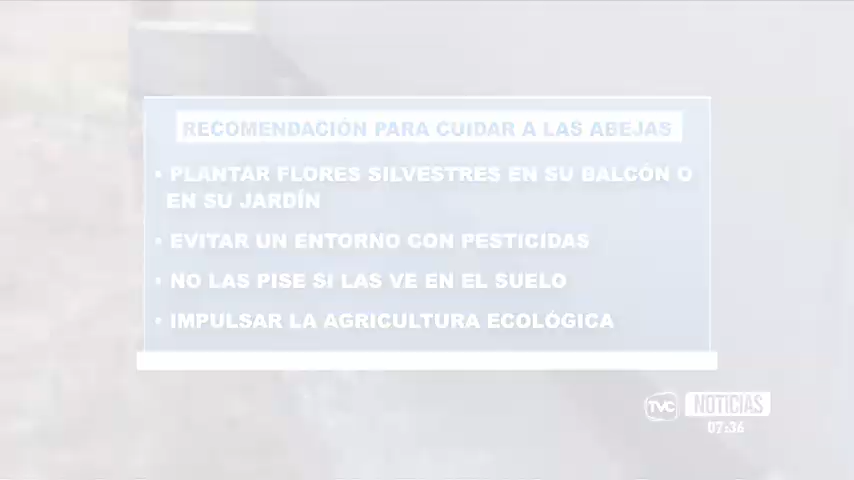 RECOMENDACIÓN PARA CUIDAR A LAS ABEJAS
• PLANTAR FLORES SILVESTRES EN SU BALCÓN O
EN SU JARDÍN
• EVITAR UN ENTORNO CON PESTICIDAS
• NO LAS PISE SI LAS VE EN EL SUELO
• IMPULSAR LA AGRICULTURA ECOLÓGICA
TVC NOTICIAS
07:36